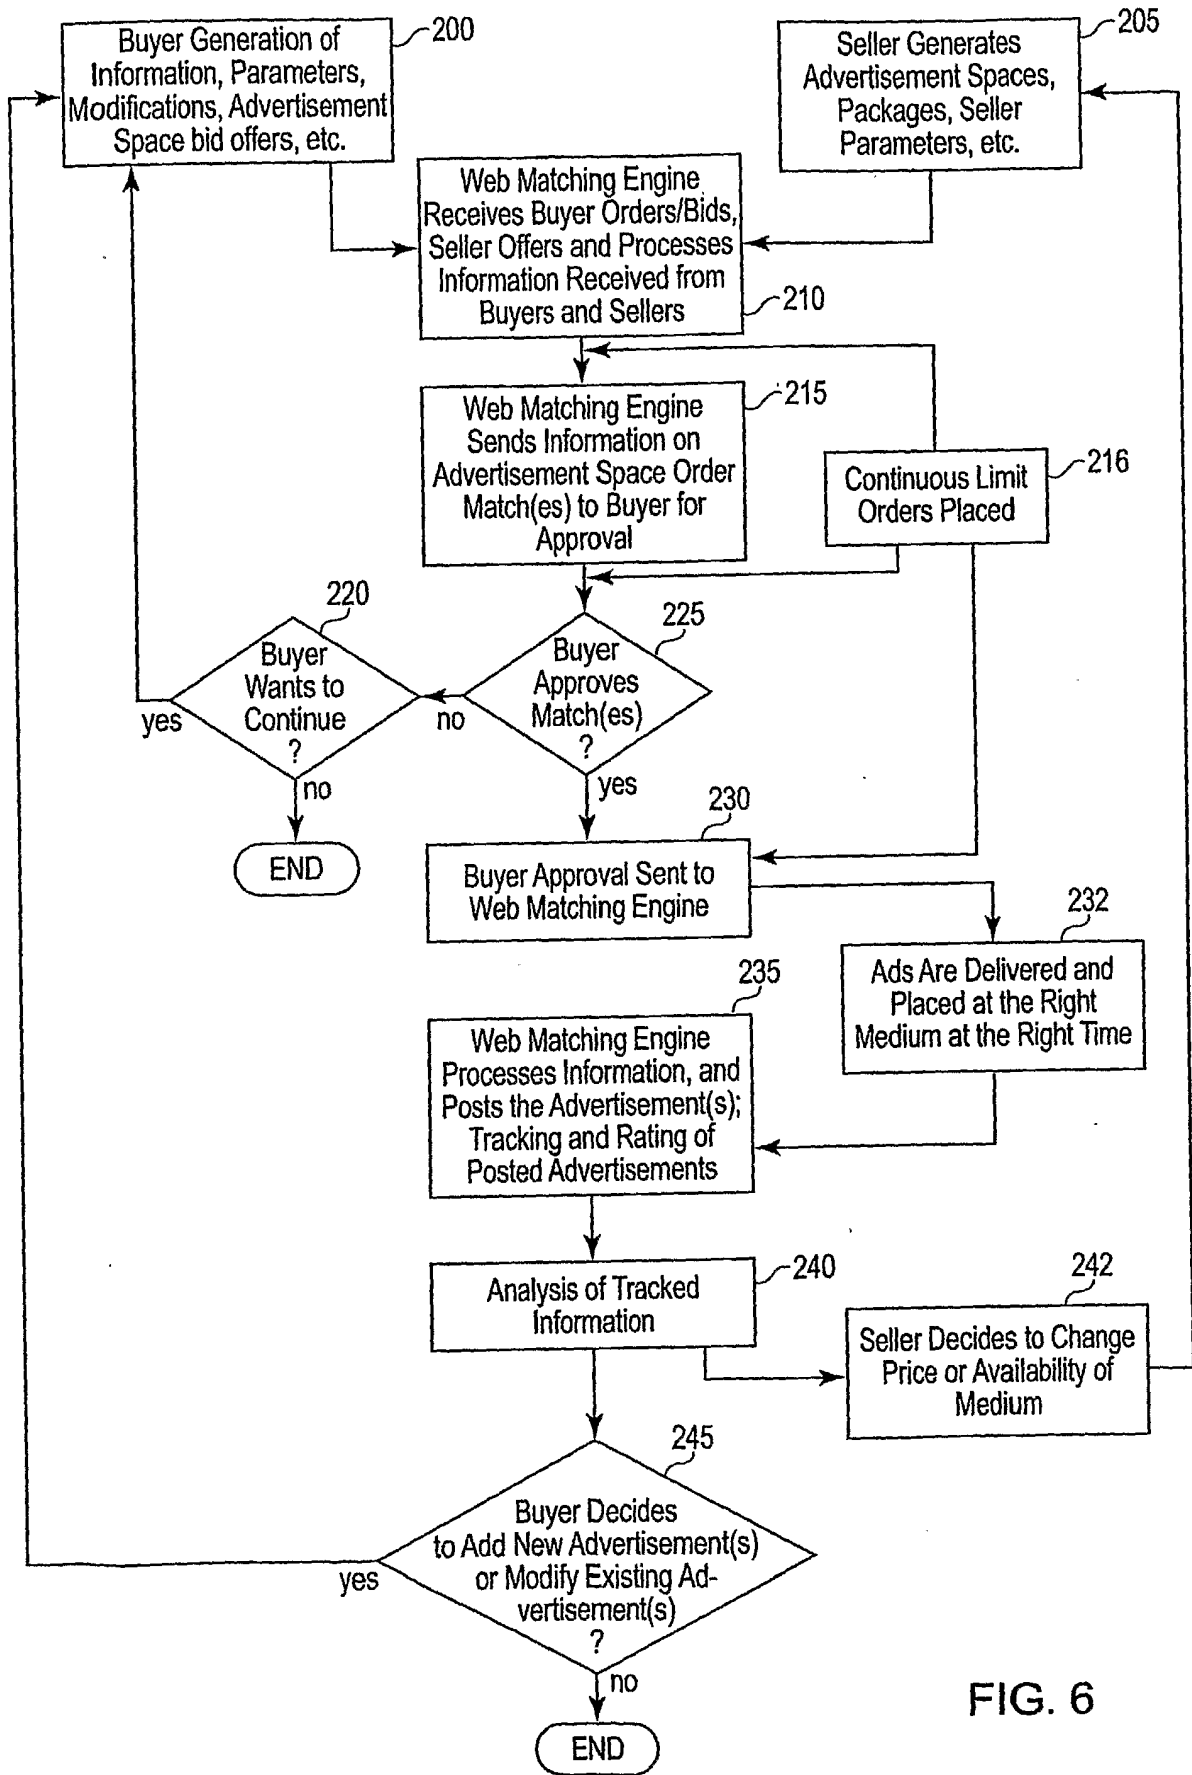 Buyer Generation of
Information, Parameters,
Modifications, Advertisement
Space bid offers, etc.
200
Seller Generates
Advertisement Spaces,
Packages, Seller
Parameters, etc.
205
Web Matching Engine
Receives Buyer Orders/Bids,
Seller Offers and Processes
Information Received from
Buyers and Sellers
210
Web Matching Engine
Sends Information on
Advertisement Space Order
Match(es) to Buyer for
Approval
215
Continuous Limit
Orders Placed
216
Buyer
Wants to
Continue
?
220
yes
no
END
Buyer
Approves
Match(es)
?
225
no
yes
Buyer Approval Sent to
Web Matching Engine
230
Ads Are Delivered and
Placed at the Right
Medium at the Right Time
232
Web Matching Engine
Processes Information, and
Posts the Advertisement(s);
Tracking and Rating of
Posted Advertisements
235
Analysis of Tracked
Information
240
Seller Decides to Change
Price or Availability of
Medium
242
Buyer Decides
to Add New Advertisement(s)
or Modify Existing Ad-
vertisement(s)
?
245
yes
no
END
FIG. 6